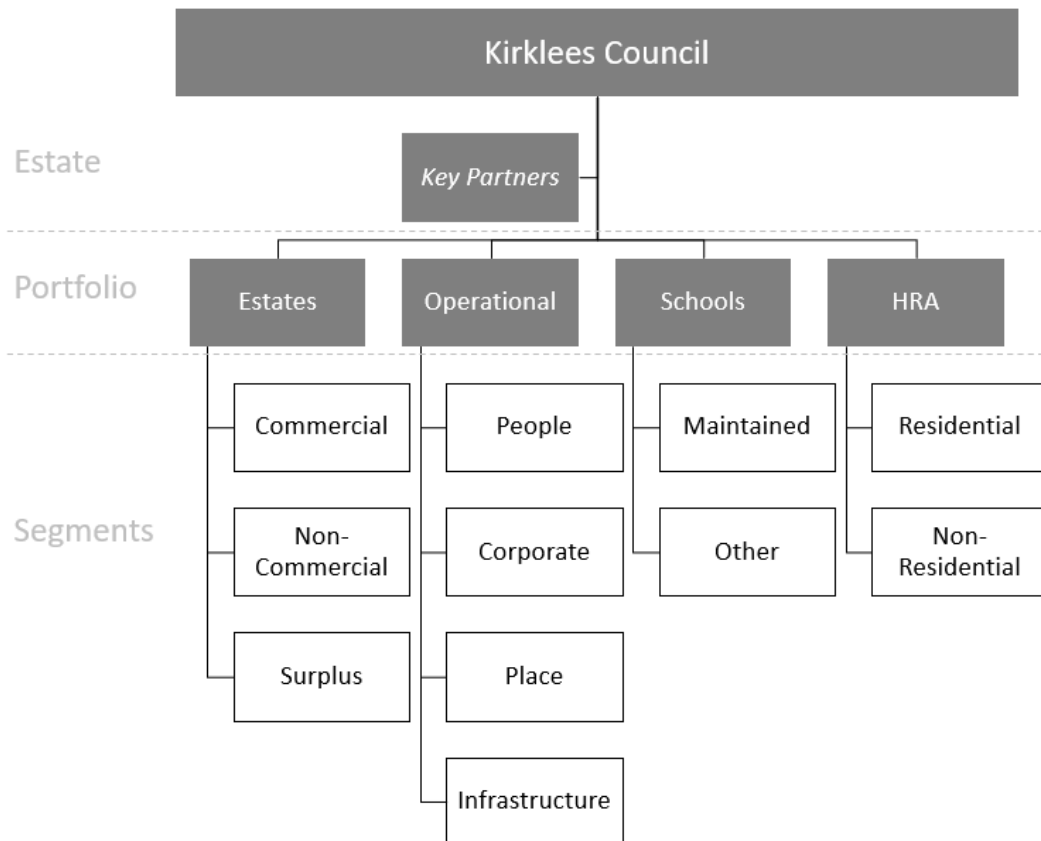 Kirklees Council
Estate
Key Partners
Portfolio
Estates
Operational
Schools
HRA
Segments
Commercial
People
Maintained
Residential
Non-
Commercial
Corporate
Other
Non-
Residential
Surplus
Place
Infrastructure